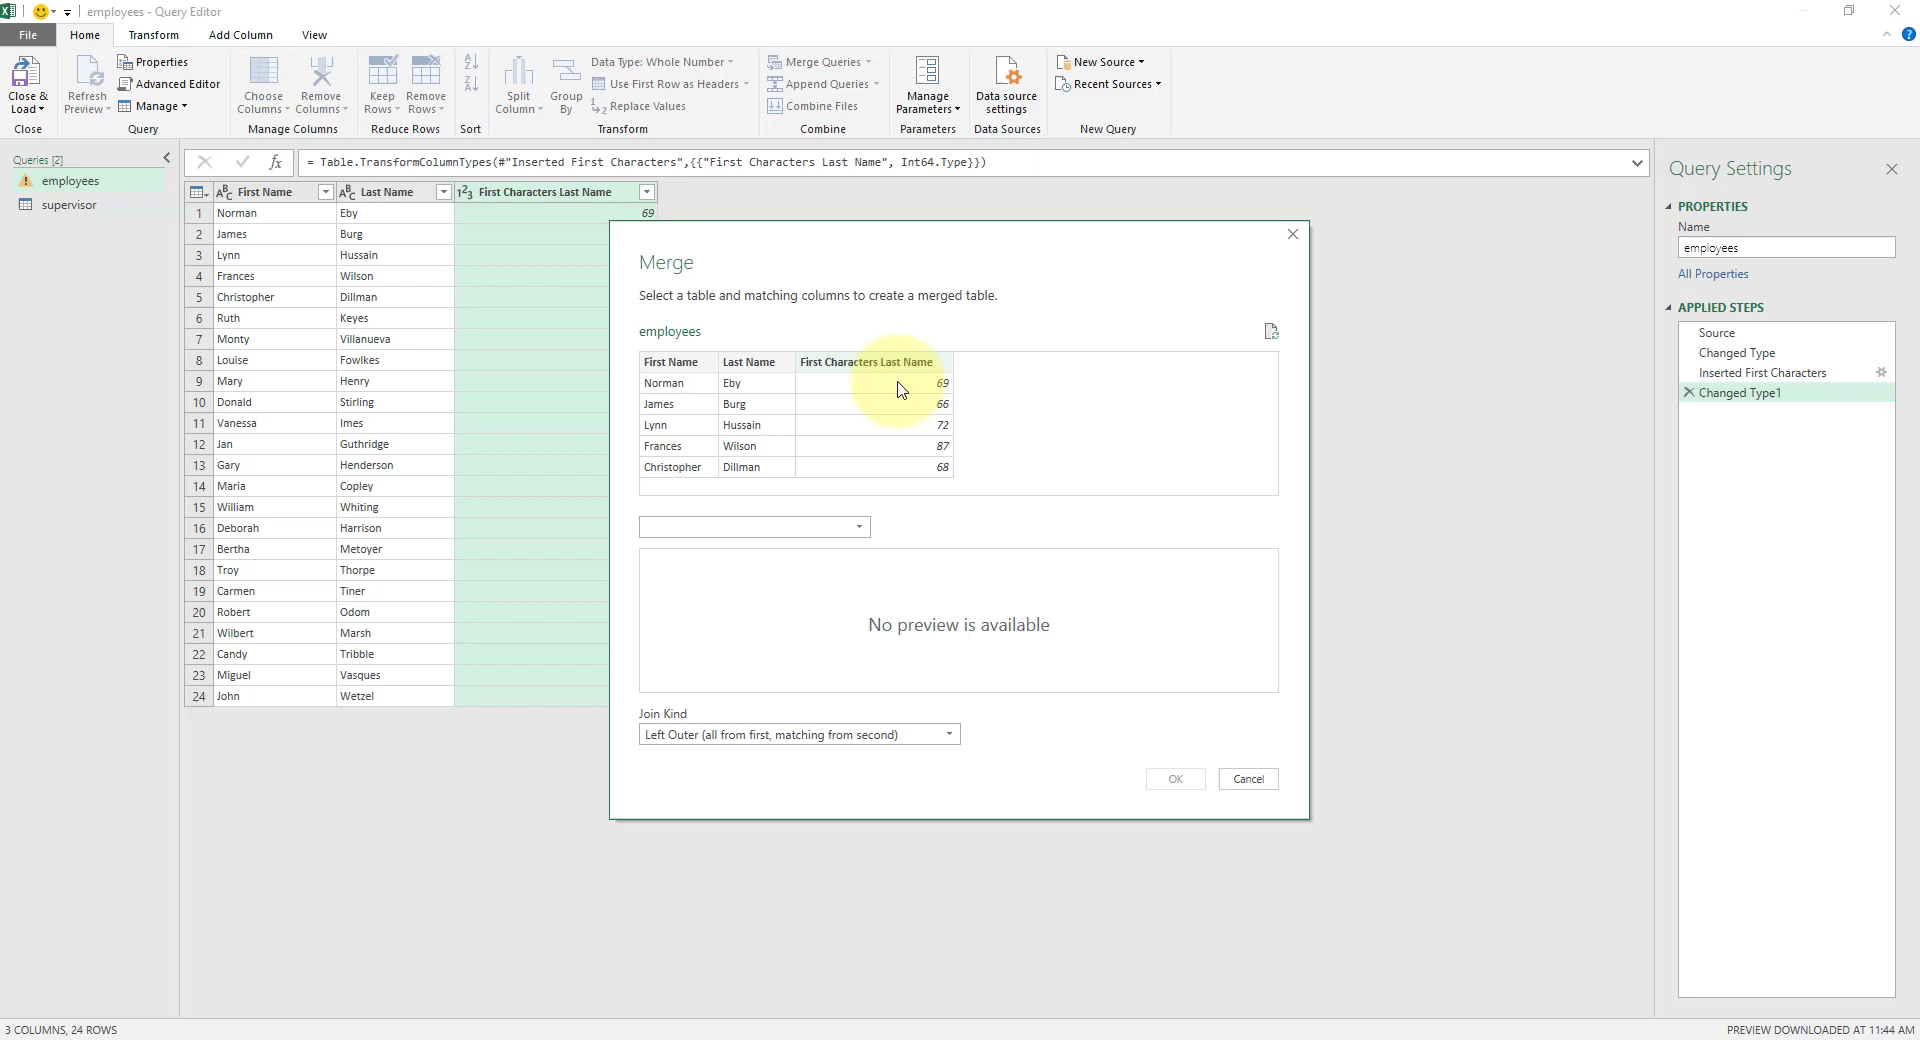 employees - Query Editor
File Home Transform Add Column View
Close & Load
Close
Refresh Preview
Properties
Advanced Editor
Manage
Query
Choose Columns
Remove Columns
Manage Columns
Keep Rows
Remove Rows
Reduce Rows
Sort
Split Column
Group By
Data Type: Whole Number
Use First Row as Headers
Replace Values
Transform
Merge Queries
Append Queries
Combine Files
Combine
Manage Parameters
Parameters
Data source settings
Data Sources
New Source
Recent Sources
New Query
Queries [2]
employees
supervisor
= Table.TransformColumnTypes(#"Inserted First Characters",{{"First Characters Last Name", Int64.Type}})
First Name Last Name First Characters Last Name
1 Norman Eby 69
2 James Burg
3 Lynn Hussain
4 Frances Wilson
5 Christopher Dillman
6 Ruth Keyes
7 Monty Villanueva
8 Louise Fowlkes
9 Mary Henry
10 Donald Stirling
11 Vanessa Imes
12 Jan Guthridge
13 Gary Henderson
14 Maria Copley
15 William Whiting
16 Deborah Harrison
17 Bertha Metoyer
18 Troy Thorpe
19 Carmen Tiner
20 Robert Odom
21 Wilbert Marsh
22 Candy Tribble
23 Miguel Vasques
24 John Wetzel
Merge
Select a table and matching columns to create a merged table.
employees
First Name Last Name First Characters Last Name
Norman Eby 69
James Burg 66
Lynn Hussain 72
Frances Wilson 87
Christopher Dillman 68
No preview is available
Join Kind
Left Outer (all from first, matching from second)
OK Cancel
Query Settings
PROPERTIES
Name
employees
All Properties
APPLIED STEPS
Source
Changed Type
Inserted First Characters
Changed Type1
3 COLUMNS, 24 ROWS
PREVIEW DOWNLOADED AT 11:44 AM